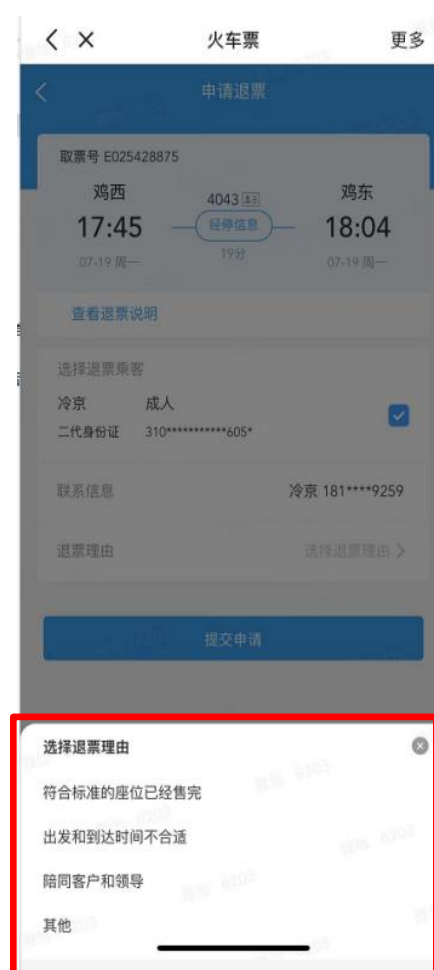 火车票 更多
申请退票
取票号 E025428875
鸡西 4043 鸡东
17:45 经停信息 18:04
07-19 周一 19分 07-19 周一
查看退票说明
选择退票乘客
冷京 成人
二代身份证 310***********605*
联系信息 冷京 181****9259
退票理由 选择退票理由
提交申请
选择退票理由
符合标准的座位已经售完
出发和到达时间不合适
陪同客户和领导
其他